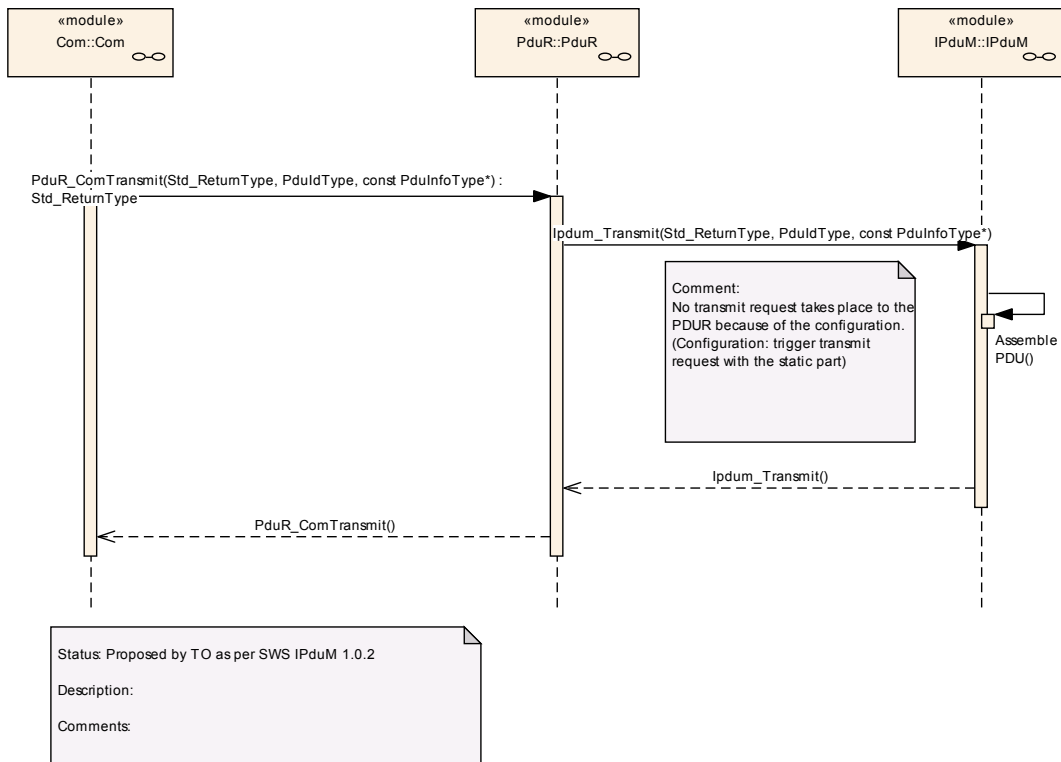 «module»
Com::Com
«module»
PduR::PduR
«module»
IPduM::IPduM
PduR_ComTransmit(Std_ReturnType, PduIdType, const PduInfoType*) :
Std_ReturnType
Ipdum_Transmit(Std_ReturnType, PduIdType, const PduInfoType*)
Comment:
No transmit request takes place to the
PDUR because of the configuration.
(Configuration: trigger transmit
request with the static part)
Assemble
PDU()
Ipdum_Transmit()
PduR_ComTransmit()
Status: Proposed by TO as per SWS IPduM 1.0.2
Description:
Comments: